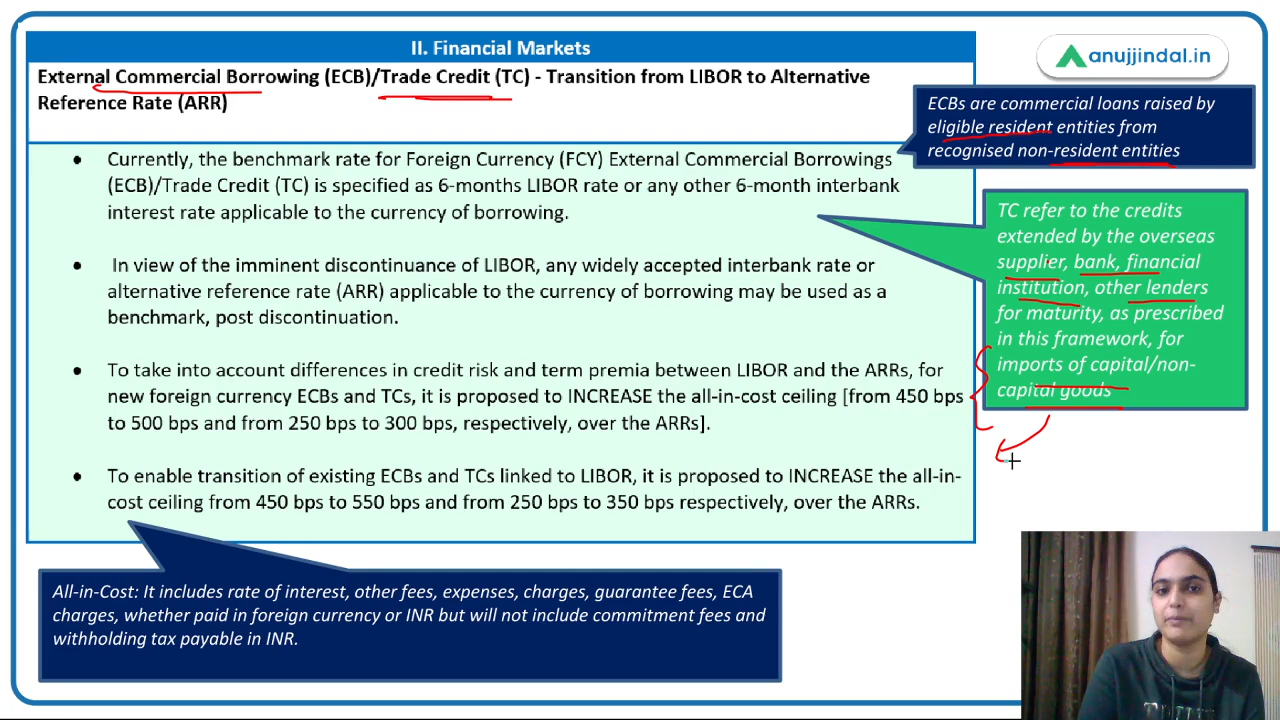 II. Financial Markets
anujjindal.in
External Commercial Borrowing (ECB)/Trade Credit (TC) - Transition from LIBOR to Alternative
Reference Rate (ARR)
ECBs are commercial loans raised by
eligible resident entities from
recognised non-resident entities
• Currently, the benchmark rate for Foreign Currency (FCY) External Commercial Borrowings
(ECB)/Trade Credit (TC) is specified as 6-months LIBOR rate or any other 6-month interbank
interest rate applicable to the currency of borrowing.
TC refer to the credits
extended by the overseas
supplier, bank, financial
institution, other lenders
for maturity, as prescribed
in this framework, for
imports of capital/non-
capital goods
• In view of the imminent discontinuance of LIBOR, any widely accepted interbank rate or
alternative reference rate (ARR) applicable to the currency of borrowing may be used as a
benchmark, post discontinuation.
• To take into account differences in credit risk and term premia between LIBOR and the ARRs, for
new foreign currency ECBs and TCs, it is proposed to INCREASE the all-in-cost ceiling [from 450 bps
to 500 bps and from 250 bps to 300 bps, respectively, over the ARRs].
• To enable transition of existing ECBs and TCs linked to LIBOR, it is proposed to INCREASE the all-in-
cost ceiling from 450 bps to 550 bps and from 250 bps to 350 bps respectively, over the ARRs.
All-in-Cost: It includes rate of interest, other fees, expenses, charges, guarantee fees, ECA
charges, whether paid in foreign currency or INR but will not include commitment fees and
withholding tax payable in INR.